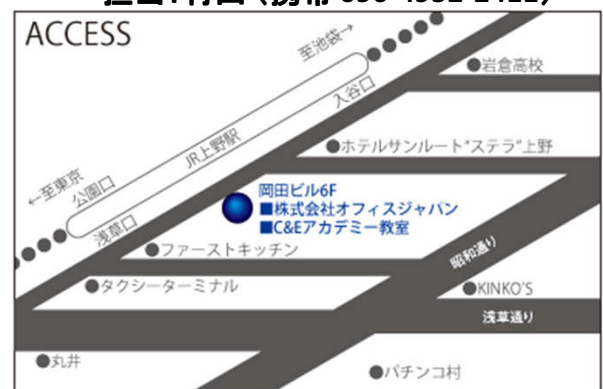 ACCESS
至池袋→
●岩倉高校
入谷口
JR上野駅
●ホテルサンルート"ステラ"上野
←至東京
公園口
岡田ビル6F
■株式会社オフィスジャパン
■C&Eアカデミー教室
浅草口
●ファーストキッチン
昭和通り
●タクシーターミナル
●KINKO'S
浅草通り
●丸井
●パチンコ村